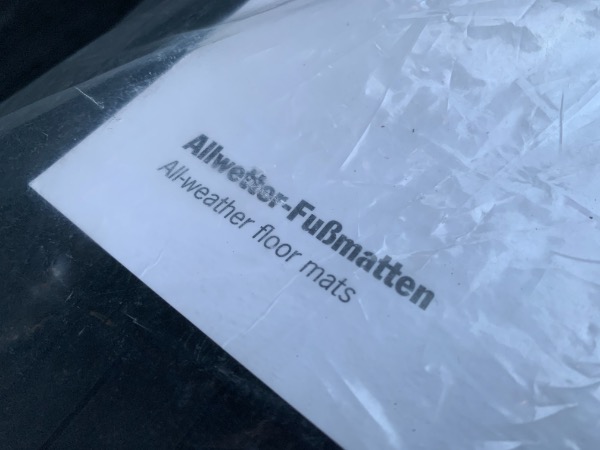 Allwetter-Fußmatten
All-weather floor mats